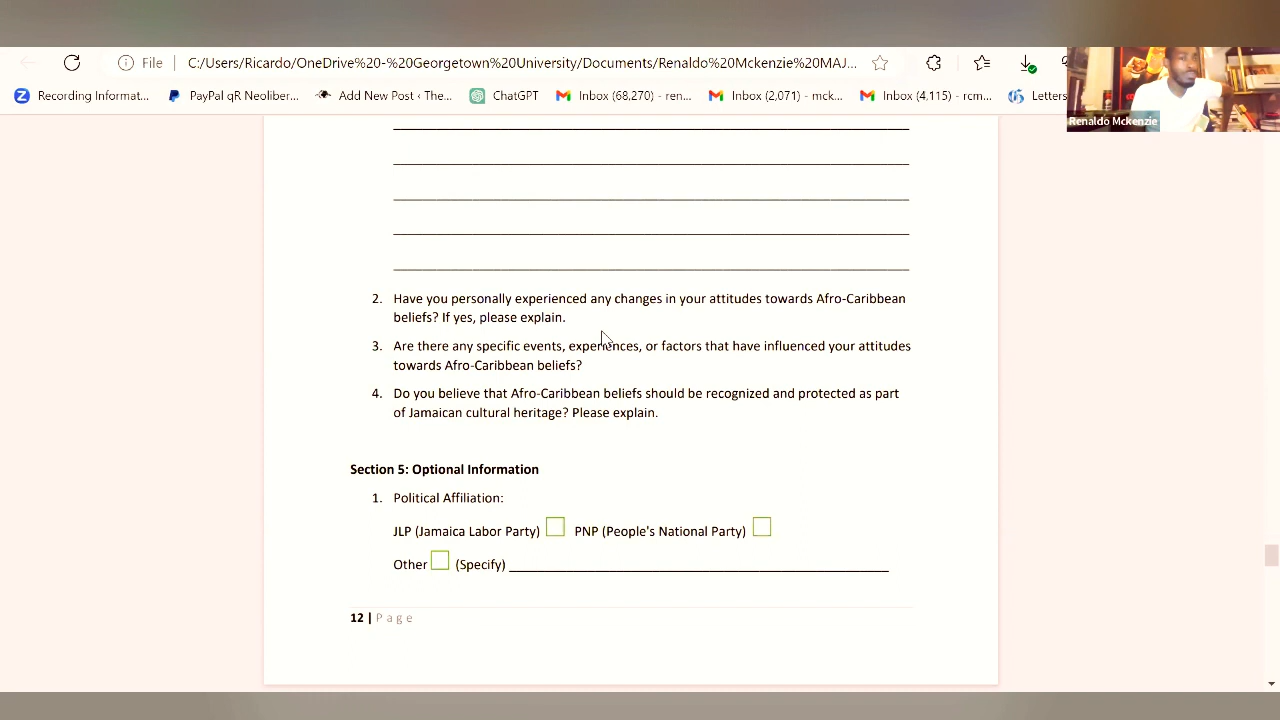 File
C:/Users/Ricardo/OneDrive%20-%20Georgetown%20University/Documents/Renaldo%20Mckenzie%20MAJ...
Recording Informat...
PayPal qR Neoliber...
Add New Post ‹ The...
ChatGPT
Inbox (68,270) - ren...
Inbox (2,071) - mck...
Inbox (4,115) - rcm...
Letters
Renaldo Mckenzie
2. Have you personally experienced any changes in your attitudes towards Afro-Caribbean
beliefs? If yes, please explain.
3. Are there any specific events, experiences, or factors that have influenced your attitudes
towards Afro-Caribbean beliefs?
4. Do you believe that Afro-Caribbean beliefs should be recognized and protected as part
of Jamaican cultural heritage? Please explain.
Section 5: Optional Information
1. Political Affiliation:
JLP (Jamaica Labor Party) PNP (People's National Party)
Other (Specify)
12 | Page